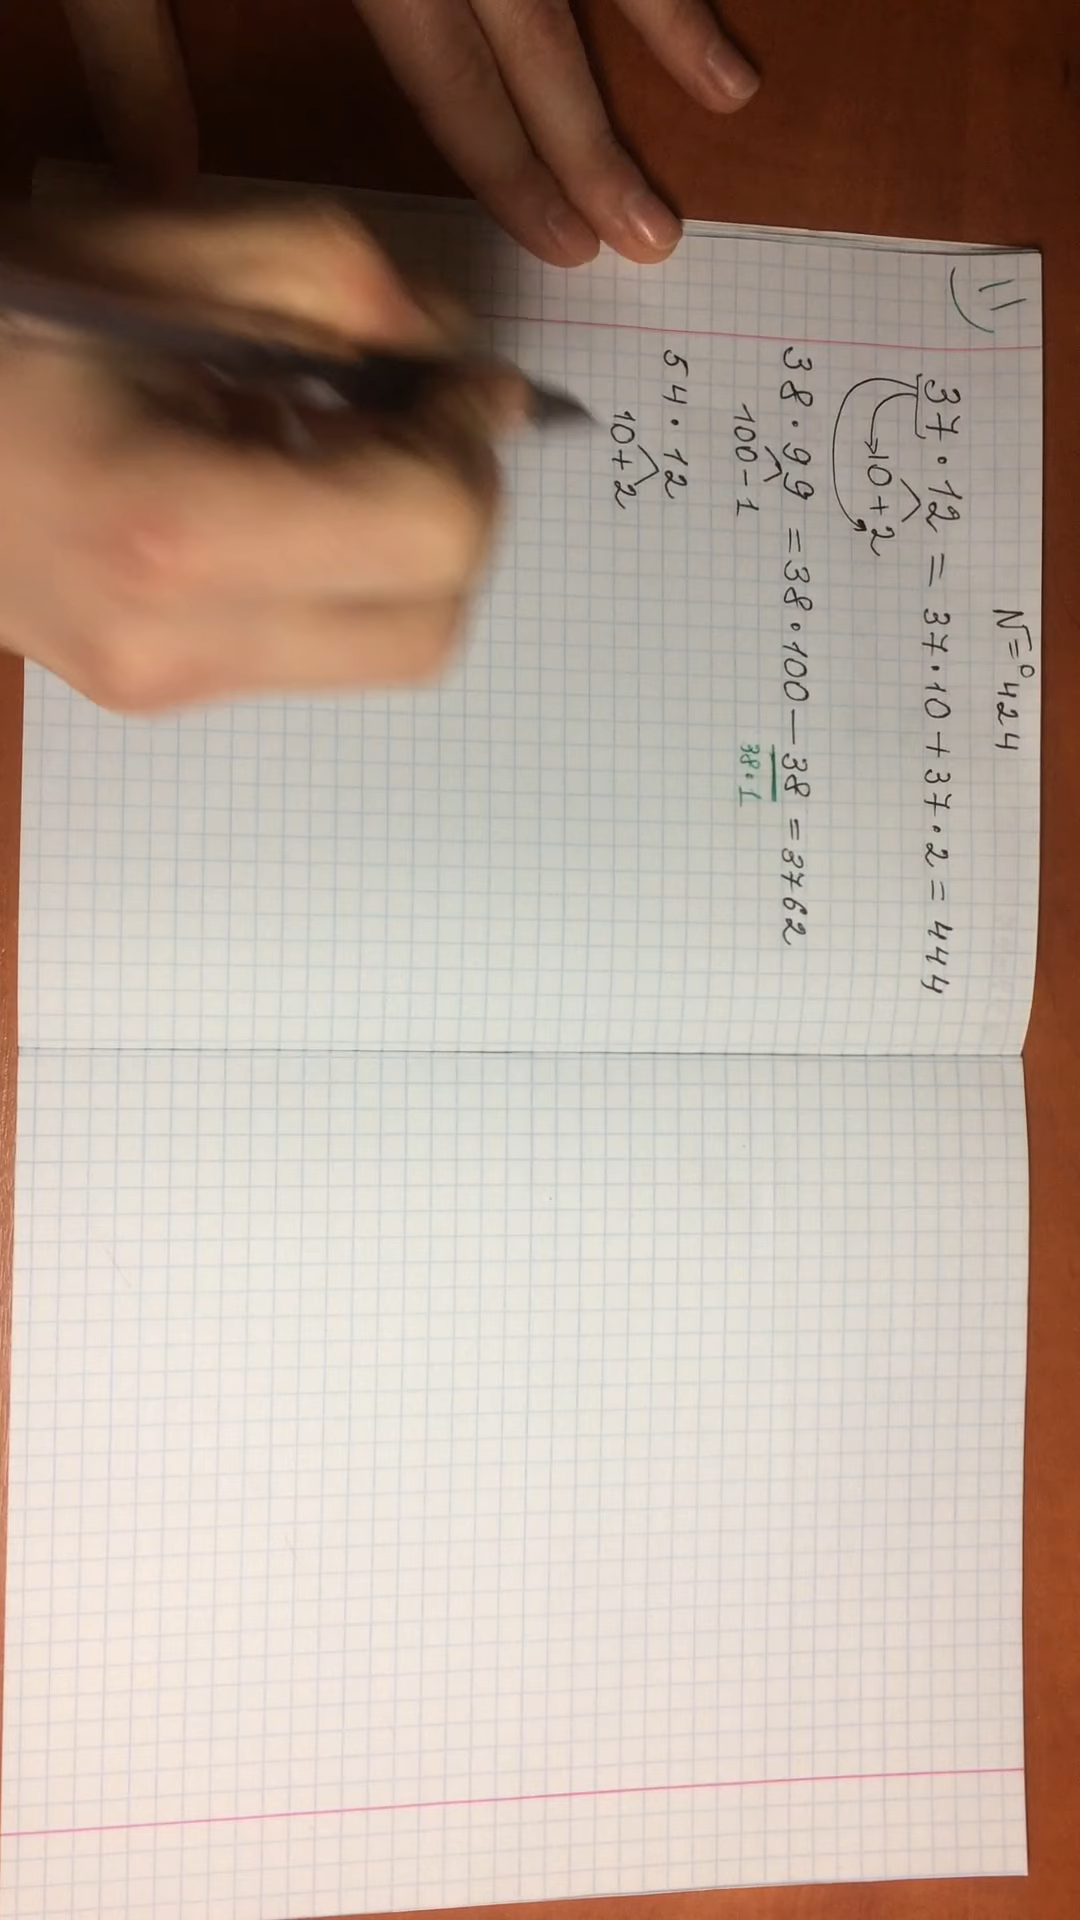 11)
№ 424
37 · 12 = 37 · 10 + 37 · 2 = 444
10 + 2
38 · 99 = 38 · 100 — 38 = 3762
100 - 1
38 · 1
54 · 12
10 + 2